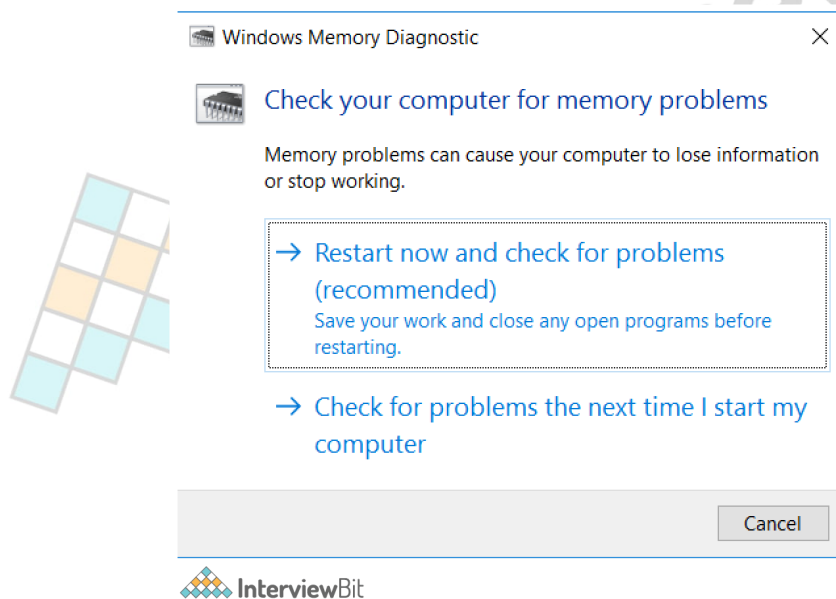 Windows Memory Diagnostic
Check your computer for memory problems
Memory problems can cause your computer to lose information
or stop working.
Restart now and check for problems
(recommended)
Save your work and close any open programs before
restarting.
Check for problems the next time I start my
computer
Cancel
InterviewBit